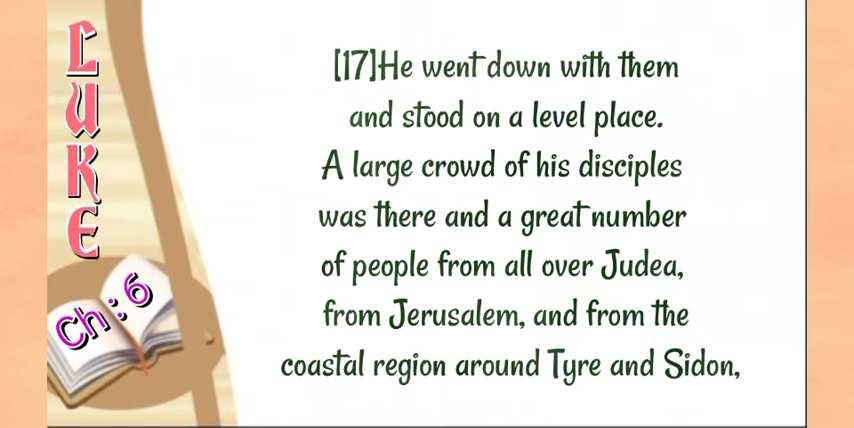 LUKE
Ch : 6
[17]He went down with them
and stood on a level place.
A large crowd of his disciples
was there and a great number
of people from all over Judea,
from Jerusalem, and from the
coastal region around Tyre and Sidon,